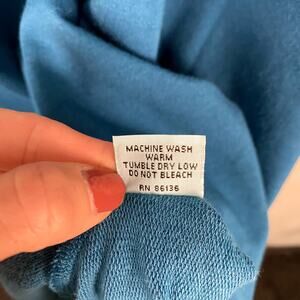 MACHINE WASH
WARM
TUMBLE DRY LOW
DO NOT BLEACH
RN 86136